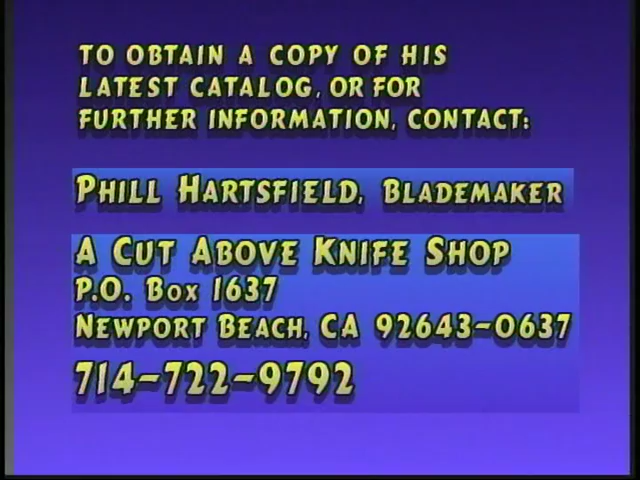 TO OBTAIN A COPY OF HIS
LATEST CATALOG, OR FOR
FURTHER INFORMATION, CONTACT:
PHILL HARTSFIELD, BLADEMAKER
A CUT ABOVE KNIFE SHOP
P.O. BOX 1637
NEWPORT BEACH, CA 92643-0637
714-722-9792